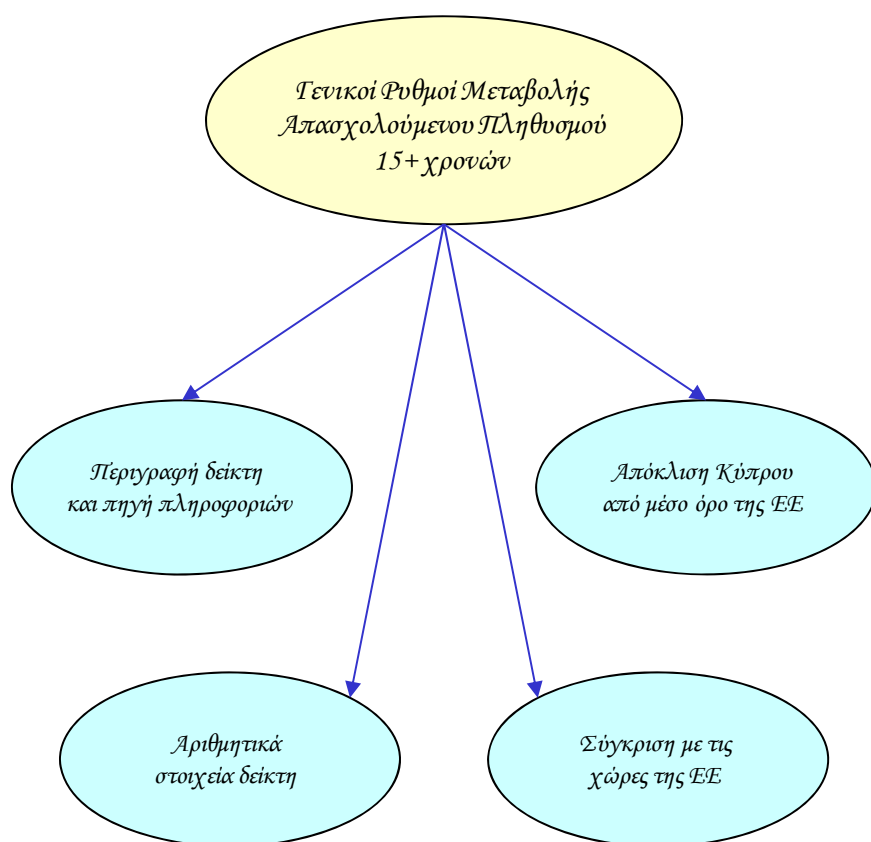 Γενικοί Ρυθμοί Μεταβολής
Απασχολούμενου Πληθυσμού
15+ χρονών
Περιγραφή δείκτη
και πηγή πληροφοριών
Απόκλιση Κύπρου
από μέσο όρο της ΕΕ
Αριθμητικά
στοιχεία δείκτη
Σύγκριση με τις
χώρες της ΕΕ